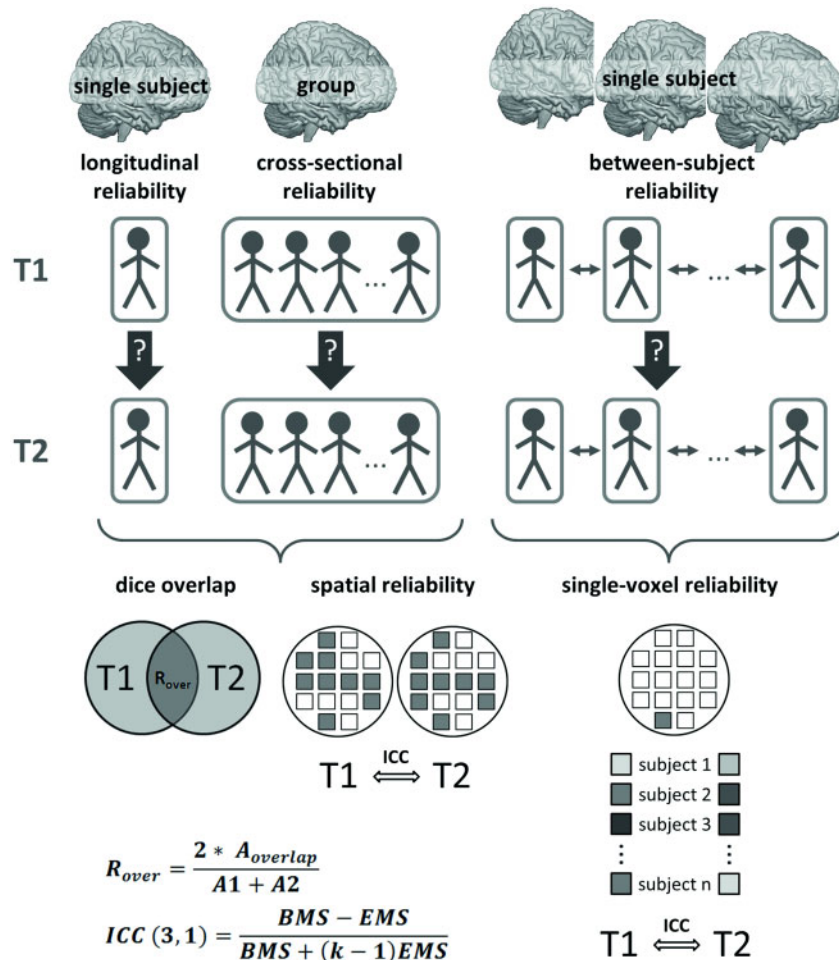 single subject
group
single subject
longitudinal
reliability
cross-sectional
reliability
between-subject
reliability
T1
...
... 
? ? ?
T2
...
...
dice overlap
spatial reliability
single-voxel reliability
T1 R_over T2
ICC
T1 ⟺ T2
subject 1
subject 2
subject 3
⋮ ⋮
subject n
R_over = 2 * A_overlap / A1 + A2
ICC (3, 1) = BMS − EMS / BMS + (k − 1)EMS
ICC
T1 ⟺ T2